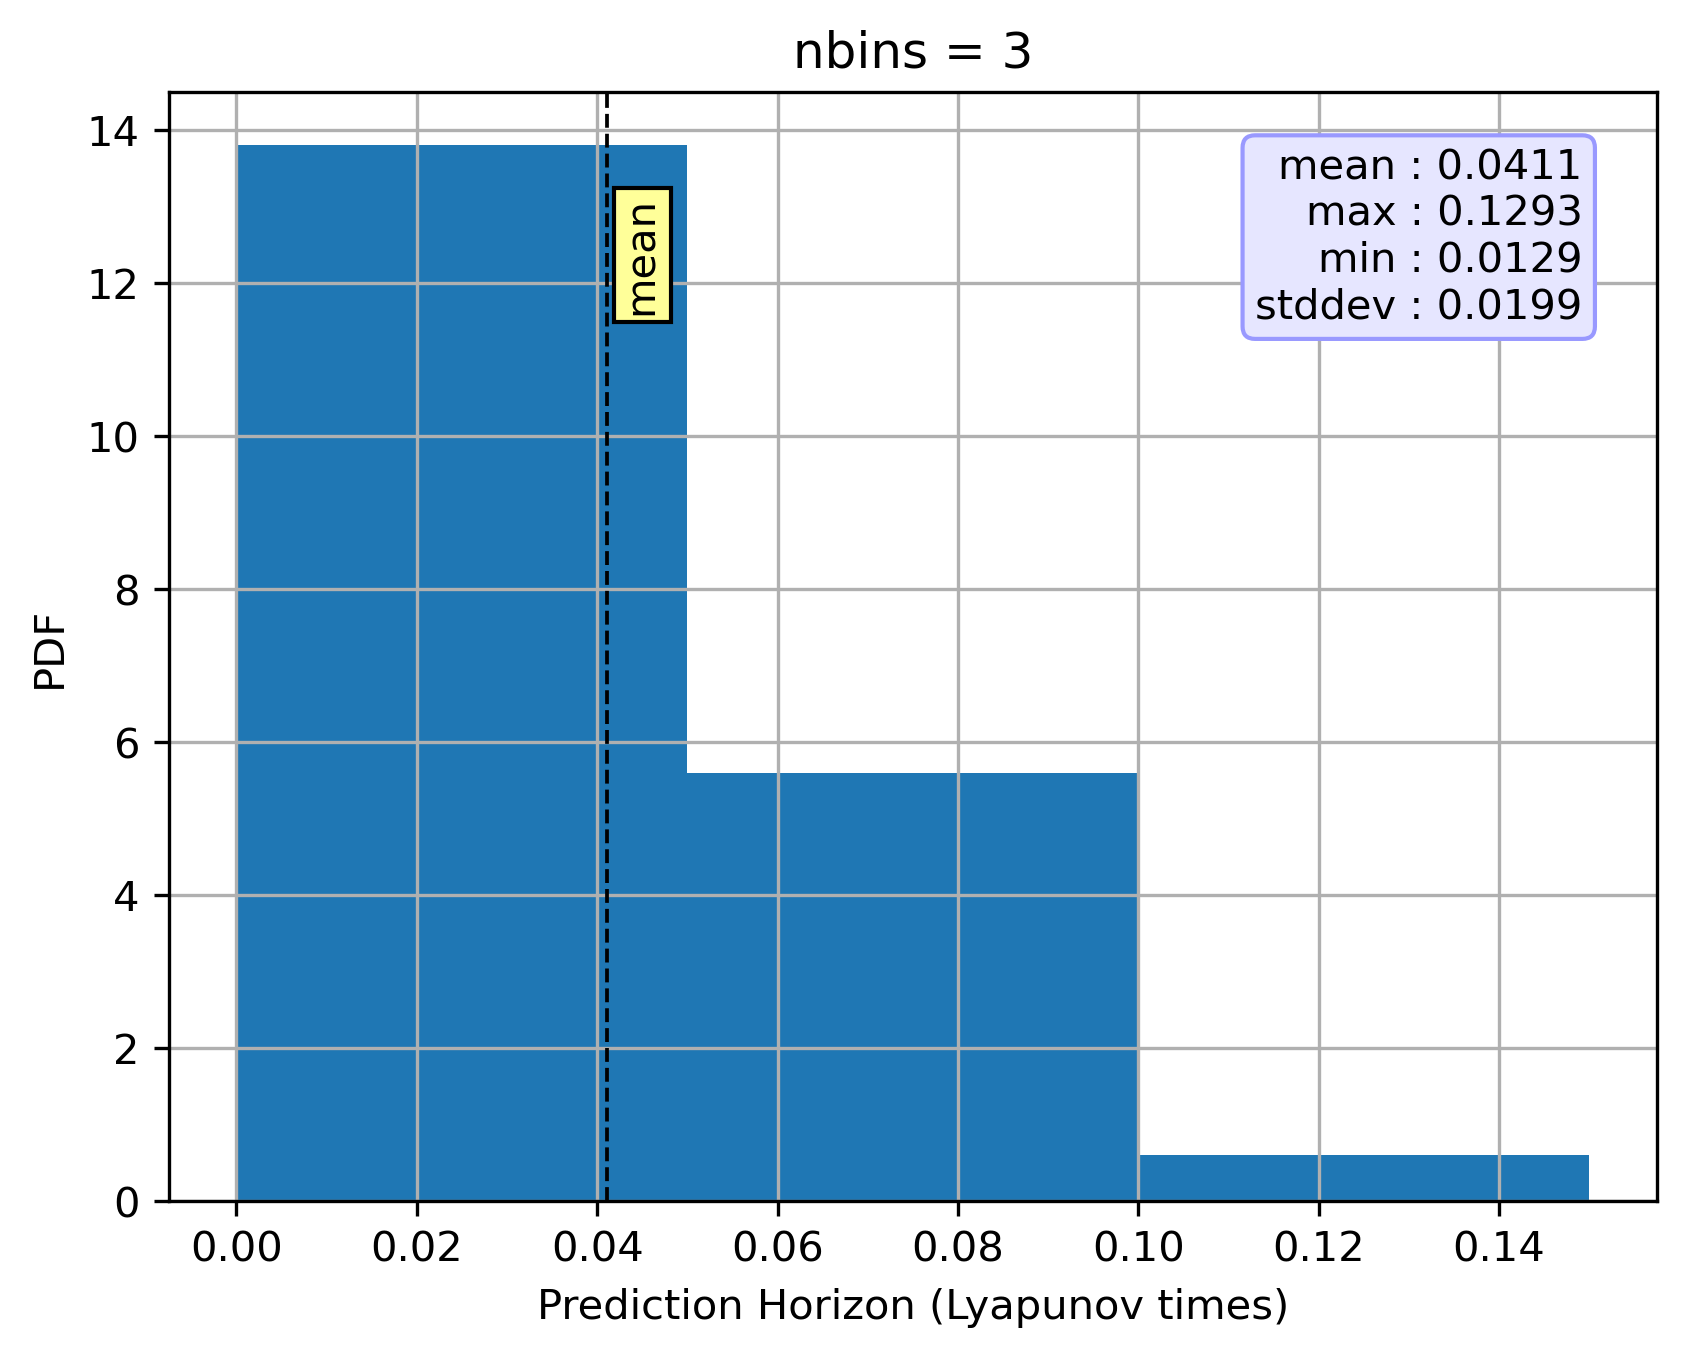 nbins = 3
14
12
10
8
6
4
2
0
PDF
mean
mean : 0.0411
max : 0.1293
min : 0.0129
stddev : 0.0199
0.00 0.02 0.04 0.06 0.08 0.10 0.12 0.14
Prediction Horizon (Lyapunov times)